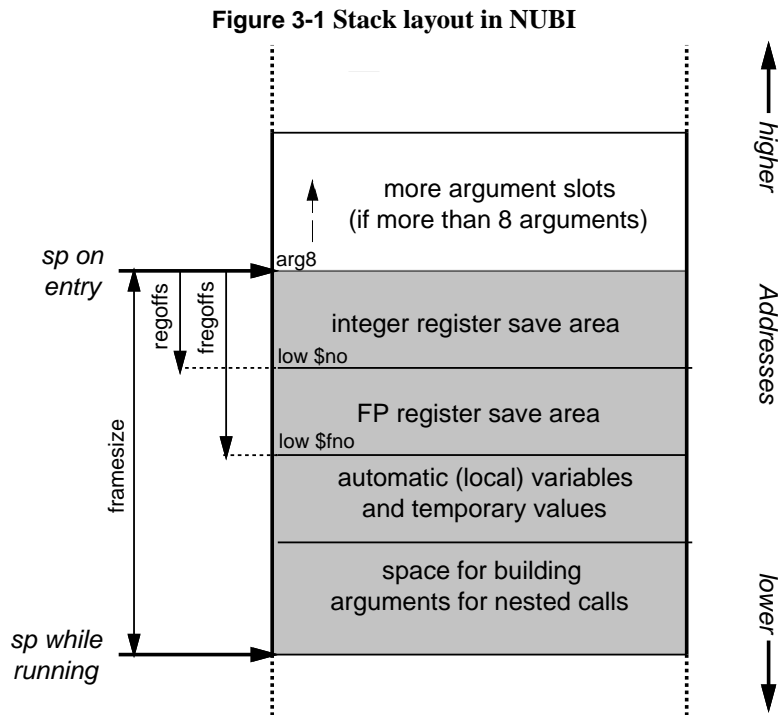 Figure 3-1 Stack layout in NUBI
higher
more argument slots
(if more than 8 arguments)
sp on
entry
arg8
regoffs
fregoffs
integer register save area
Addresses
low $no
FP register save area
low $fno
framesize
automatic (local) variables
and temporary values
space for building
arguments for nested calls
lower
sp while
running